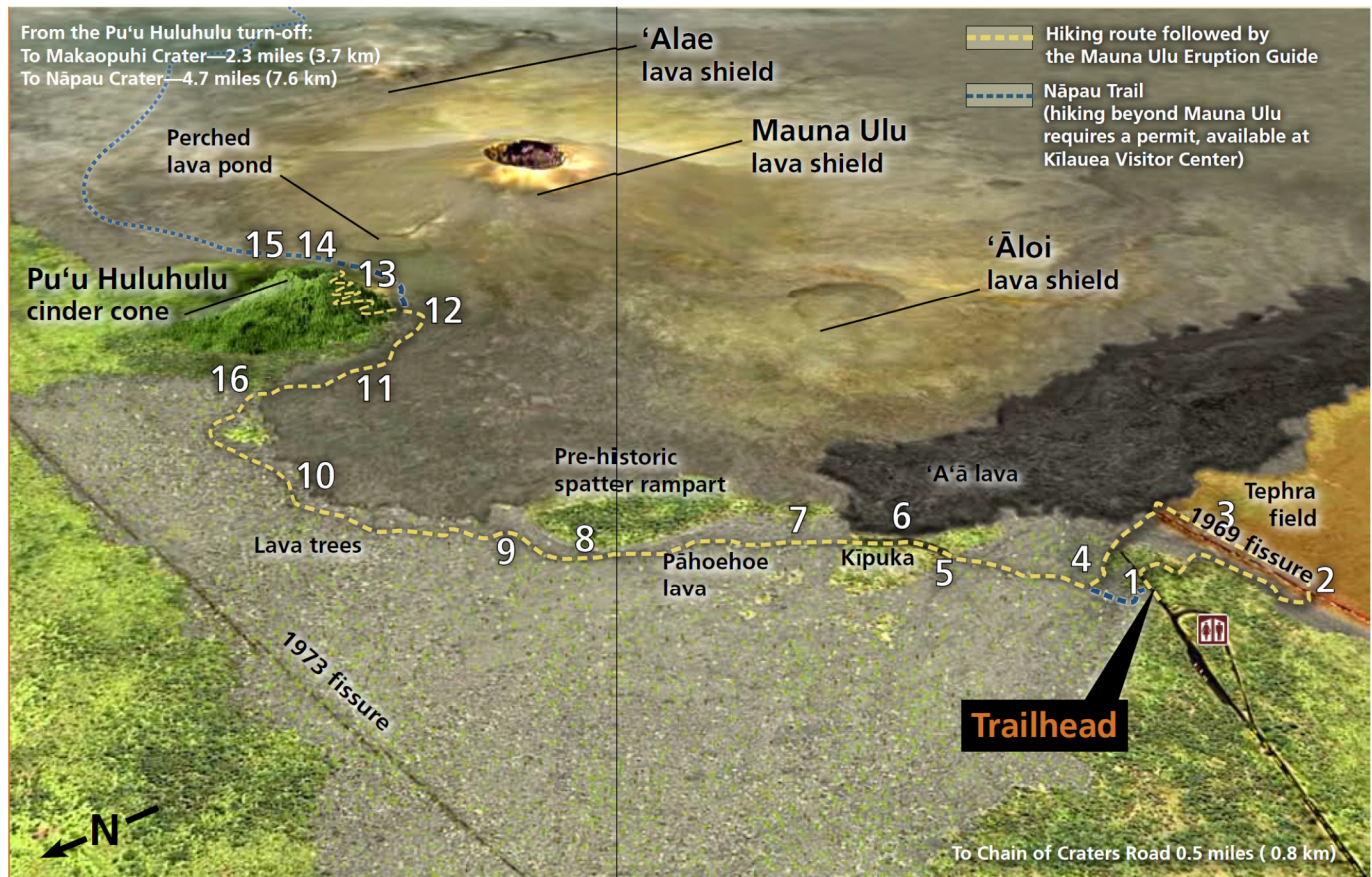 From the Pu‘u Huluhulu turn-off:
To Makaopuhi Crater—2.3 miles (3.7 km)
To Nāpau Crater—4.7 miles (7.6 km)
‘Alae
lava shield
Hiking route followed by
the Mauna Ulu Eruption Guide
Nāpau Trail
(hiking beyond Mauna Ulu
requires a permit, available at
Kīlauea Visitor Center)
Perched
lava pond
Mauna Ulu
lava shield
15 14
13
Pu‘u Huluhulu
cinder cone
12
‘Āloi
lava shield
16
11
10
Pre-historic
spatter rampart
‘A‘ā lava
Tephra
field
3
1969 fissure
2
Lava trees
9
8
7
6
Pāhoehoe
lava
Kīpuka
5
4
1
1973 fissure
Trailhead
N
To Chain of Craters Road 0.5 miles ( 0.8 km)